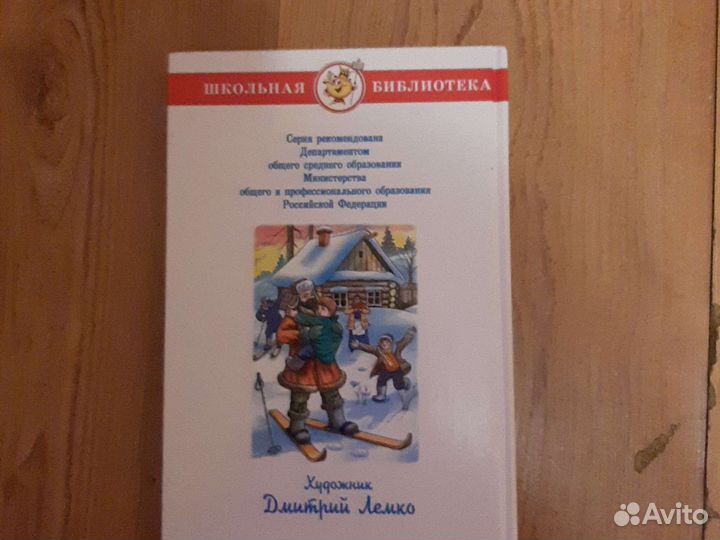 ШКОЛЬНАЯ БИБЛИОТЕКА
Серия рекомендована
Департаментом
общего среднего образования
Министерства
общего и профессионального образования
Российской Федерации
Художник
Дмитрий Лемко
Avito